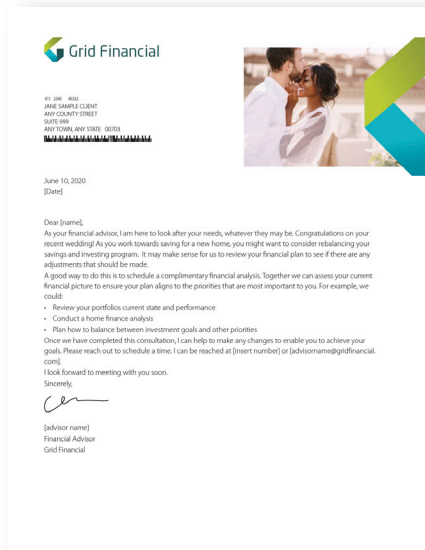 Grid Financial
JANE SAMPLE CLIENT
ANY COUNTY STREET
SUITE 999
ANY TOWN, ANY STATE 00703
June 10, 2020
[Date]
Dear [name],
As your financial advisor, I am here to look after your needs, whatever they may be. Congratulations on your
recent wedding! As you work towards saving for a new home, you might want to consider rebalancing your
savings and investing program. It may make sense for us to review your financial plan to see if there are any
adjustments that should be made.
A good way to do this is to schedule a complimentary financial analysis. Together we can assess your current
financial picture to ensure your plan aligns to the priorities that are most important to you. For example, we
could:
• Review your portfolios current state and performance
• Conduct a home finance analysis
• Plan how to balance between investment goals and other priorities
Once we have completed this consultation, I can help to make any changes to enable you to achieve your
goals. Please reach out to schedule a time. I can be reached at [insert number] or [advisorname@gridfinancial.
com].
I look forward to meeting with you soon.
Sincerely,
[advisor name]
Financial Advisor
Grid Financial